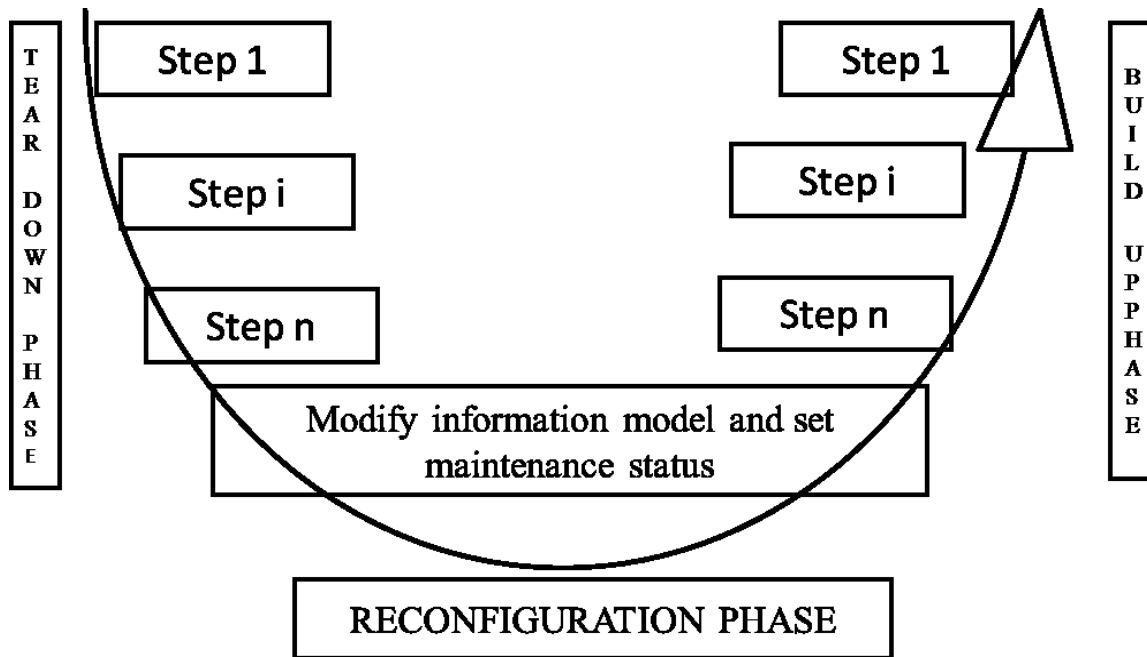 TEAR DOWN PHASE
Step 1
Step i
Step n
Step 1
Step i
Step n
BUILD UPPHASE
Modify information model and set
maintenance status
RECONFIGURATION PHASE